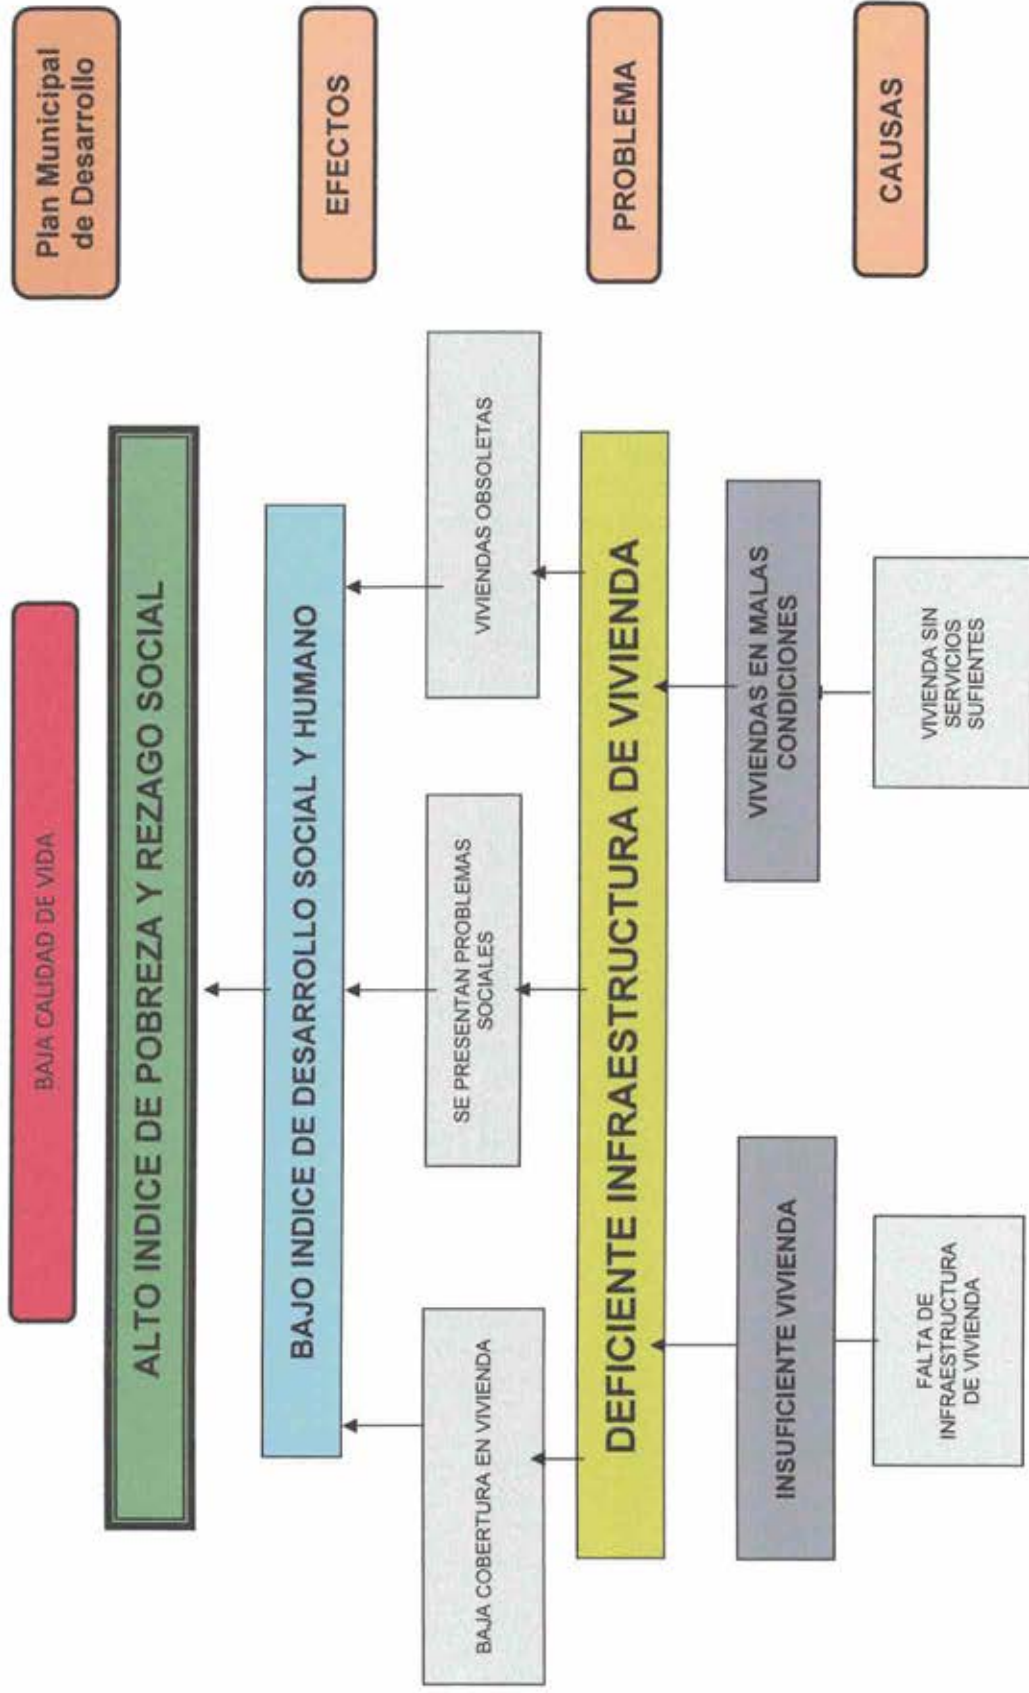 BAJA CALIDAD DE VIDA
Plan Municipal
de Desarrollo
ALTO INDICE DE POBREZA Y REZAGO SOCIAL
BAJO INDICE DE DESARROLLO SOCIAL Y HUMANO
EFECTOS
BAJA COBERTURA EN VIVIENDA
SE PRESENTAN PROBLEMAS
SOCIALES
VIVIENDAS OBSOLETAS
DEFICIENTE INFRAESTRUCTURA DE VIVIENDA
PROBLEMA
INSUFICIENTE VIVIENDA
VIVIENDAS EN MALAS
CONDICIONES
CAUSAS
FALTA DE
INFRAESTRUCTURA
DE VIVIENDA
VIVIENDA SIN
SERVICIOS
SUFIENTES